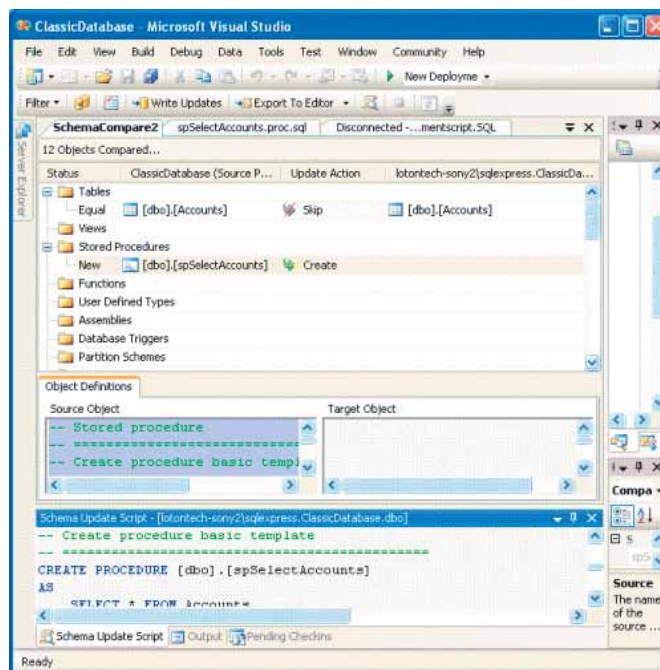 ClassicDatabase - Microsoft Visual Studio
File Edit View Build Debug Data Tools Test Window Community Help
New Deployme
Filter Write Updates Export To Editor
Server Explorer
SchemaCompare2 spSelectAccounts.proc.sql Disconnected -...mentscript.SQL
12 Objects Compared...
Status ClassicDatabase (Source P... Update Action lotontech-sony2\sqlexpress.ClassicDa...
Tables
Equal [dbo].[Accounts] Skip [dbo].[Accounts]
Views
Stored Procedures
New [dbo].[spSelectAccounts] Create
Functions
User Defined Types
Assemblies
Database Triggers
Partition Schemes
Object Definitions
Source Object Target Object
-- Stored procedure
-- =============================
-- Create procedure basic templ
Schema Update Script - [lotontech-sony2\sqlexpress.ClassicDatabase.dbo]
-- Create procedure basic template
-- =============================================
CREATE PROCEDURE [dbo].[spSelectAccounts]
AS
SELECT * FROM Accounts
Schema Update Script Output Pending Checkins
Compa
S
spS
Source
The name
of the
source ...
Ready